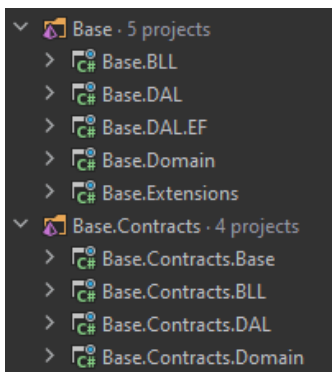 Base · 5 projects
C# Base.BLL
C# Base.DAL
C# Base.DAL.EF
C# Base.Domain
C# Base.Extensions
Base.Contracts · 4 projects
C# Base.Contracts.Base
C# Base.Contracts.BLL
C# Base.Contracts.DAL
C# Base.Contracts.Domain